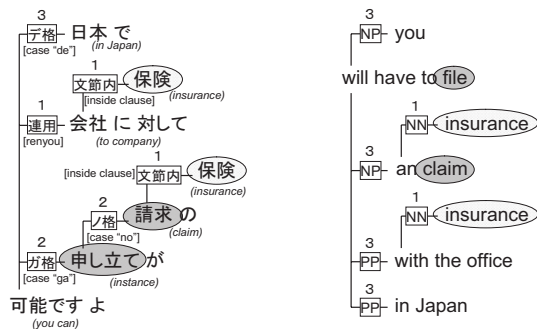 3
デ格 日本 で
[case "de"] (in Japan)
1
文節内 保険
[inside clause] (insurance)
1
連用 会社 に 対して
[renyou] (to company)
1
[inside clause] 文節内 保険
(insurance)
2
ノ格 請求 の
[case "no"] (claim)
2
ガ格 申し立て が
[case "ga"] (instance)
可能です よ
(you can)
3
NP you
will have to file
1
NN insurance
3
NP an claim
1
NN insurance
3
PP with the office
3
PP in Japan